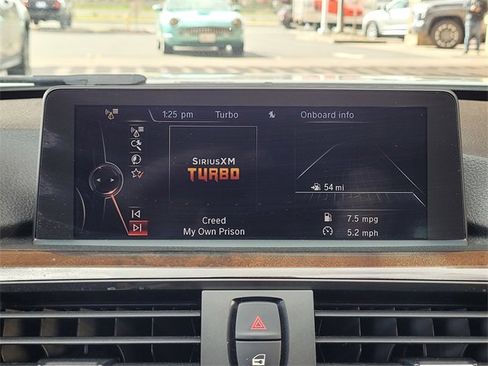 1:25 pm Turbo Onboard info
SIRIUSXM
TURBO
54 mi
Creed
My Own Prison
7.5 mpg
5.2 mph